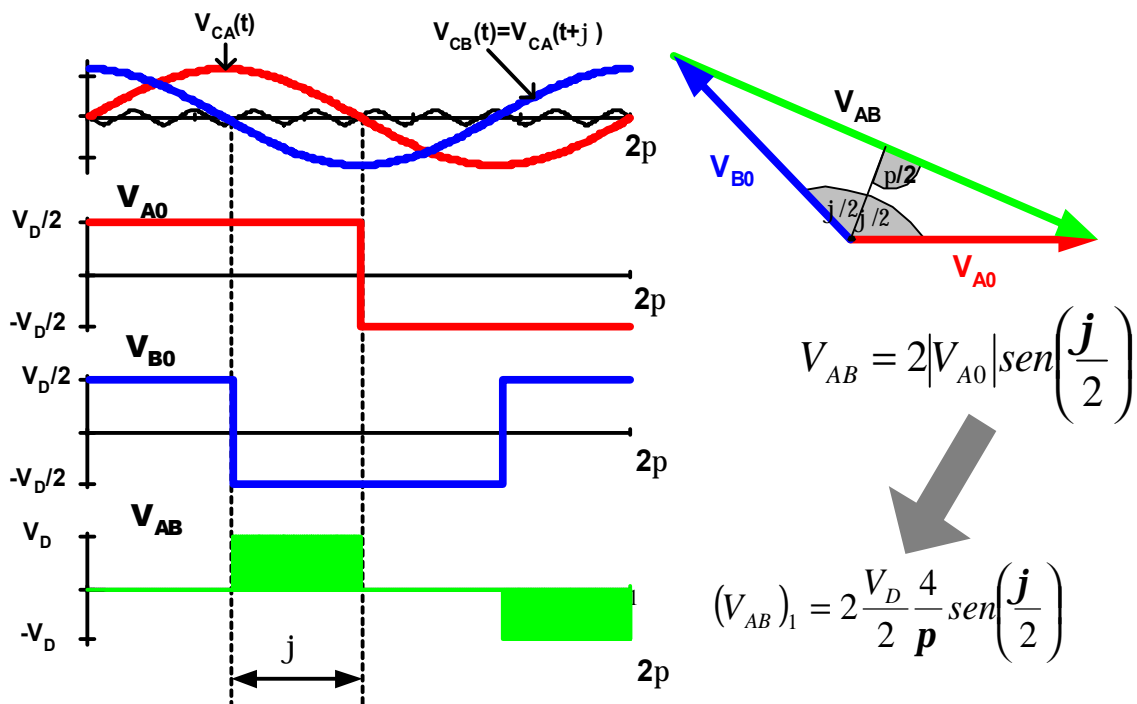 V_CA(t)
V_CB(t)=V_CA(t+j)
2p
V_A0
V_D/2
-V_D/2
2p
V_B0
V_D/2
-V_D/2
2p
V_AB
V_D
-V_D
1
j
2p
V_AB
V_B0
p/2
j/2 j/2
V_A0
V_AB = 2|V_A0|sen(j/2)
(V_AB)_1 = 2 V_D/2 4/p sen(j/2)